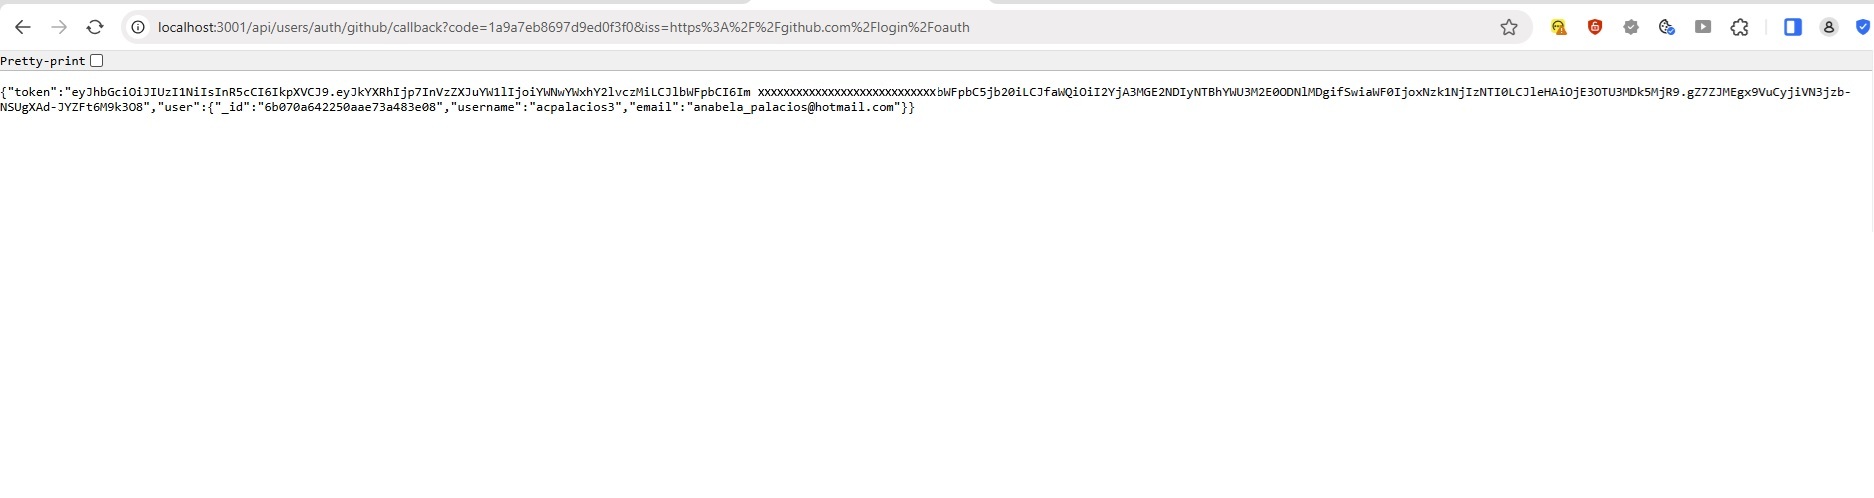 localhost:3001/api/users/auth/github/callback?code=1a9a7eb8697d9ed0f3f0&iss=https%3A%2F%2Fgithub.com%2Flogin%2Foauth
Pretty-print
{"token":"eyJhbGciOiJIUzI1NiIsInR5cCI6IkpXVCJ9.eyJkYXRhIjp7InVzZXJuYW1lIjoiYWNwYWxhY2lvczMiLCJlbWFpbCI6Im xxxxxxxxxxxxxxxxxxxxxxxxxxxxbWFpbC5jb20iLCJfaWQiOiI2YjA3MGE2NDIyNTBhYWU3M2E0ODNlMDgifSwiaWF0IjoxNzk1NjIzNTI0LCJleHAiOjE3OTU3MDk5MjR9.gZ7ZJMEgx9VuCyjiVN3jzb-
NSUgXAd-JYZFt6M9k3O8","user":{"_id":"6b070a642250aae73a483e08","username":"acpalacios3","email":"anabela_palacios@hotmail.com"}}